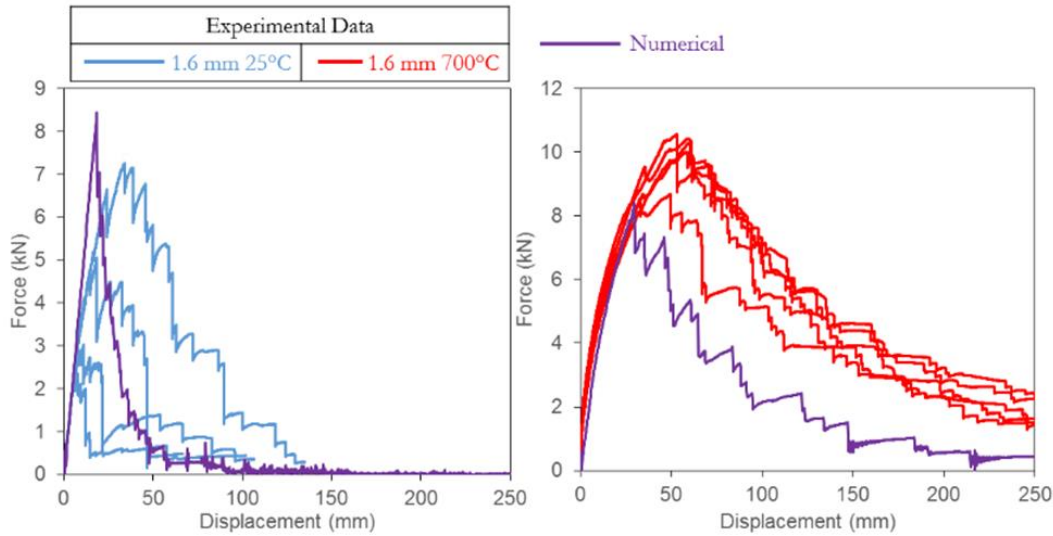 Experimental Data
1.6 mm 25°C
1.6 mm 700°C
Numerical
9
8
7
6
5
4
3
2
1
0
Force (kN)
0 50 100 150 200 250
Displacement (mm)
12
10
8
6
4
2
0
Force (kN)
0 50 100 150 200 250
Displacement (mm)